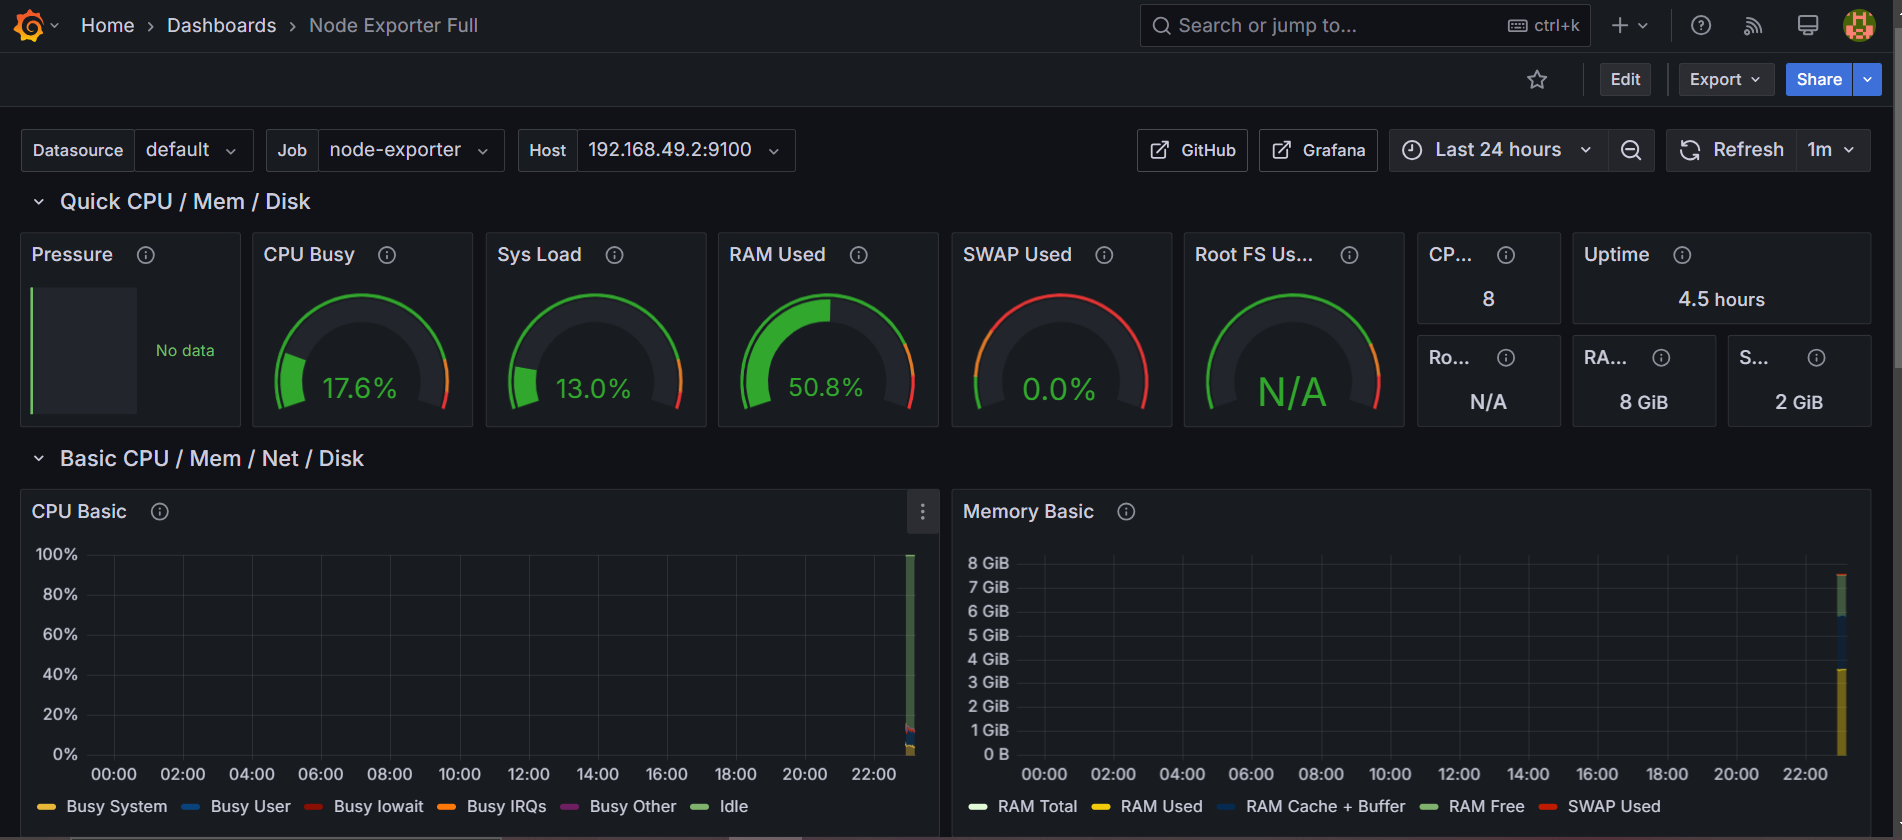 Home › Dashboards › Node Exporter Full
Search or jump to... ctrl+k
Edit Export Share
Datasource default Job node-exporter Host 192.168.49.2:9100 GitHub Grafana Last 24 hours Refresh 1m
Quick CPU / Mem / Disk
Pressure CPU Busy Sys Load RAM Used SWAP Used Root FS Us... CP... Uptime
8 4.5 hours
No data
Ro... RA... S...
17.6% 13.0% 50.8% 0.0% N/A
N/A 8 GiB 2 GiB
Basic CPU / Mem / Net / Disk
CPU Basic
100%
80%
60%
40%
20%
0%
00:00 02:00 04:00 06:00 08:00 10:00 12:00 14:00 16:00 18:00 20:00 22:00
Busy System Busy User Busy Iowait Busy IRQs Busy Other Idle
Memory Basic
8 GiB
7 GiB
6 GiB
5 GiB
4 GiB
3 GiB
2 GiB
1 GiB
0 B
00:00 02:00 04:00 06:00 08:00 10:00 12:00 14:00 16:00 18:00 20:00 22:00
RAM Total RAM Used RAM Cache + Buffer RAM Free SWAP Used